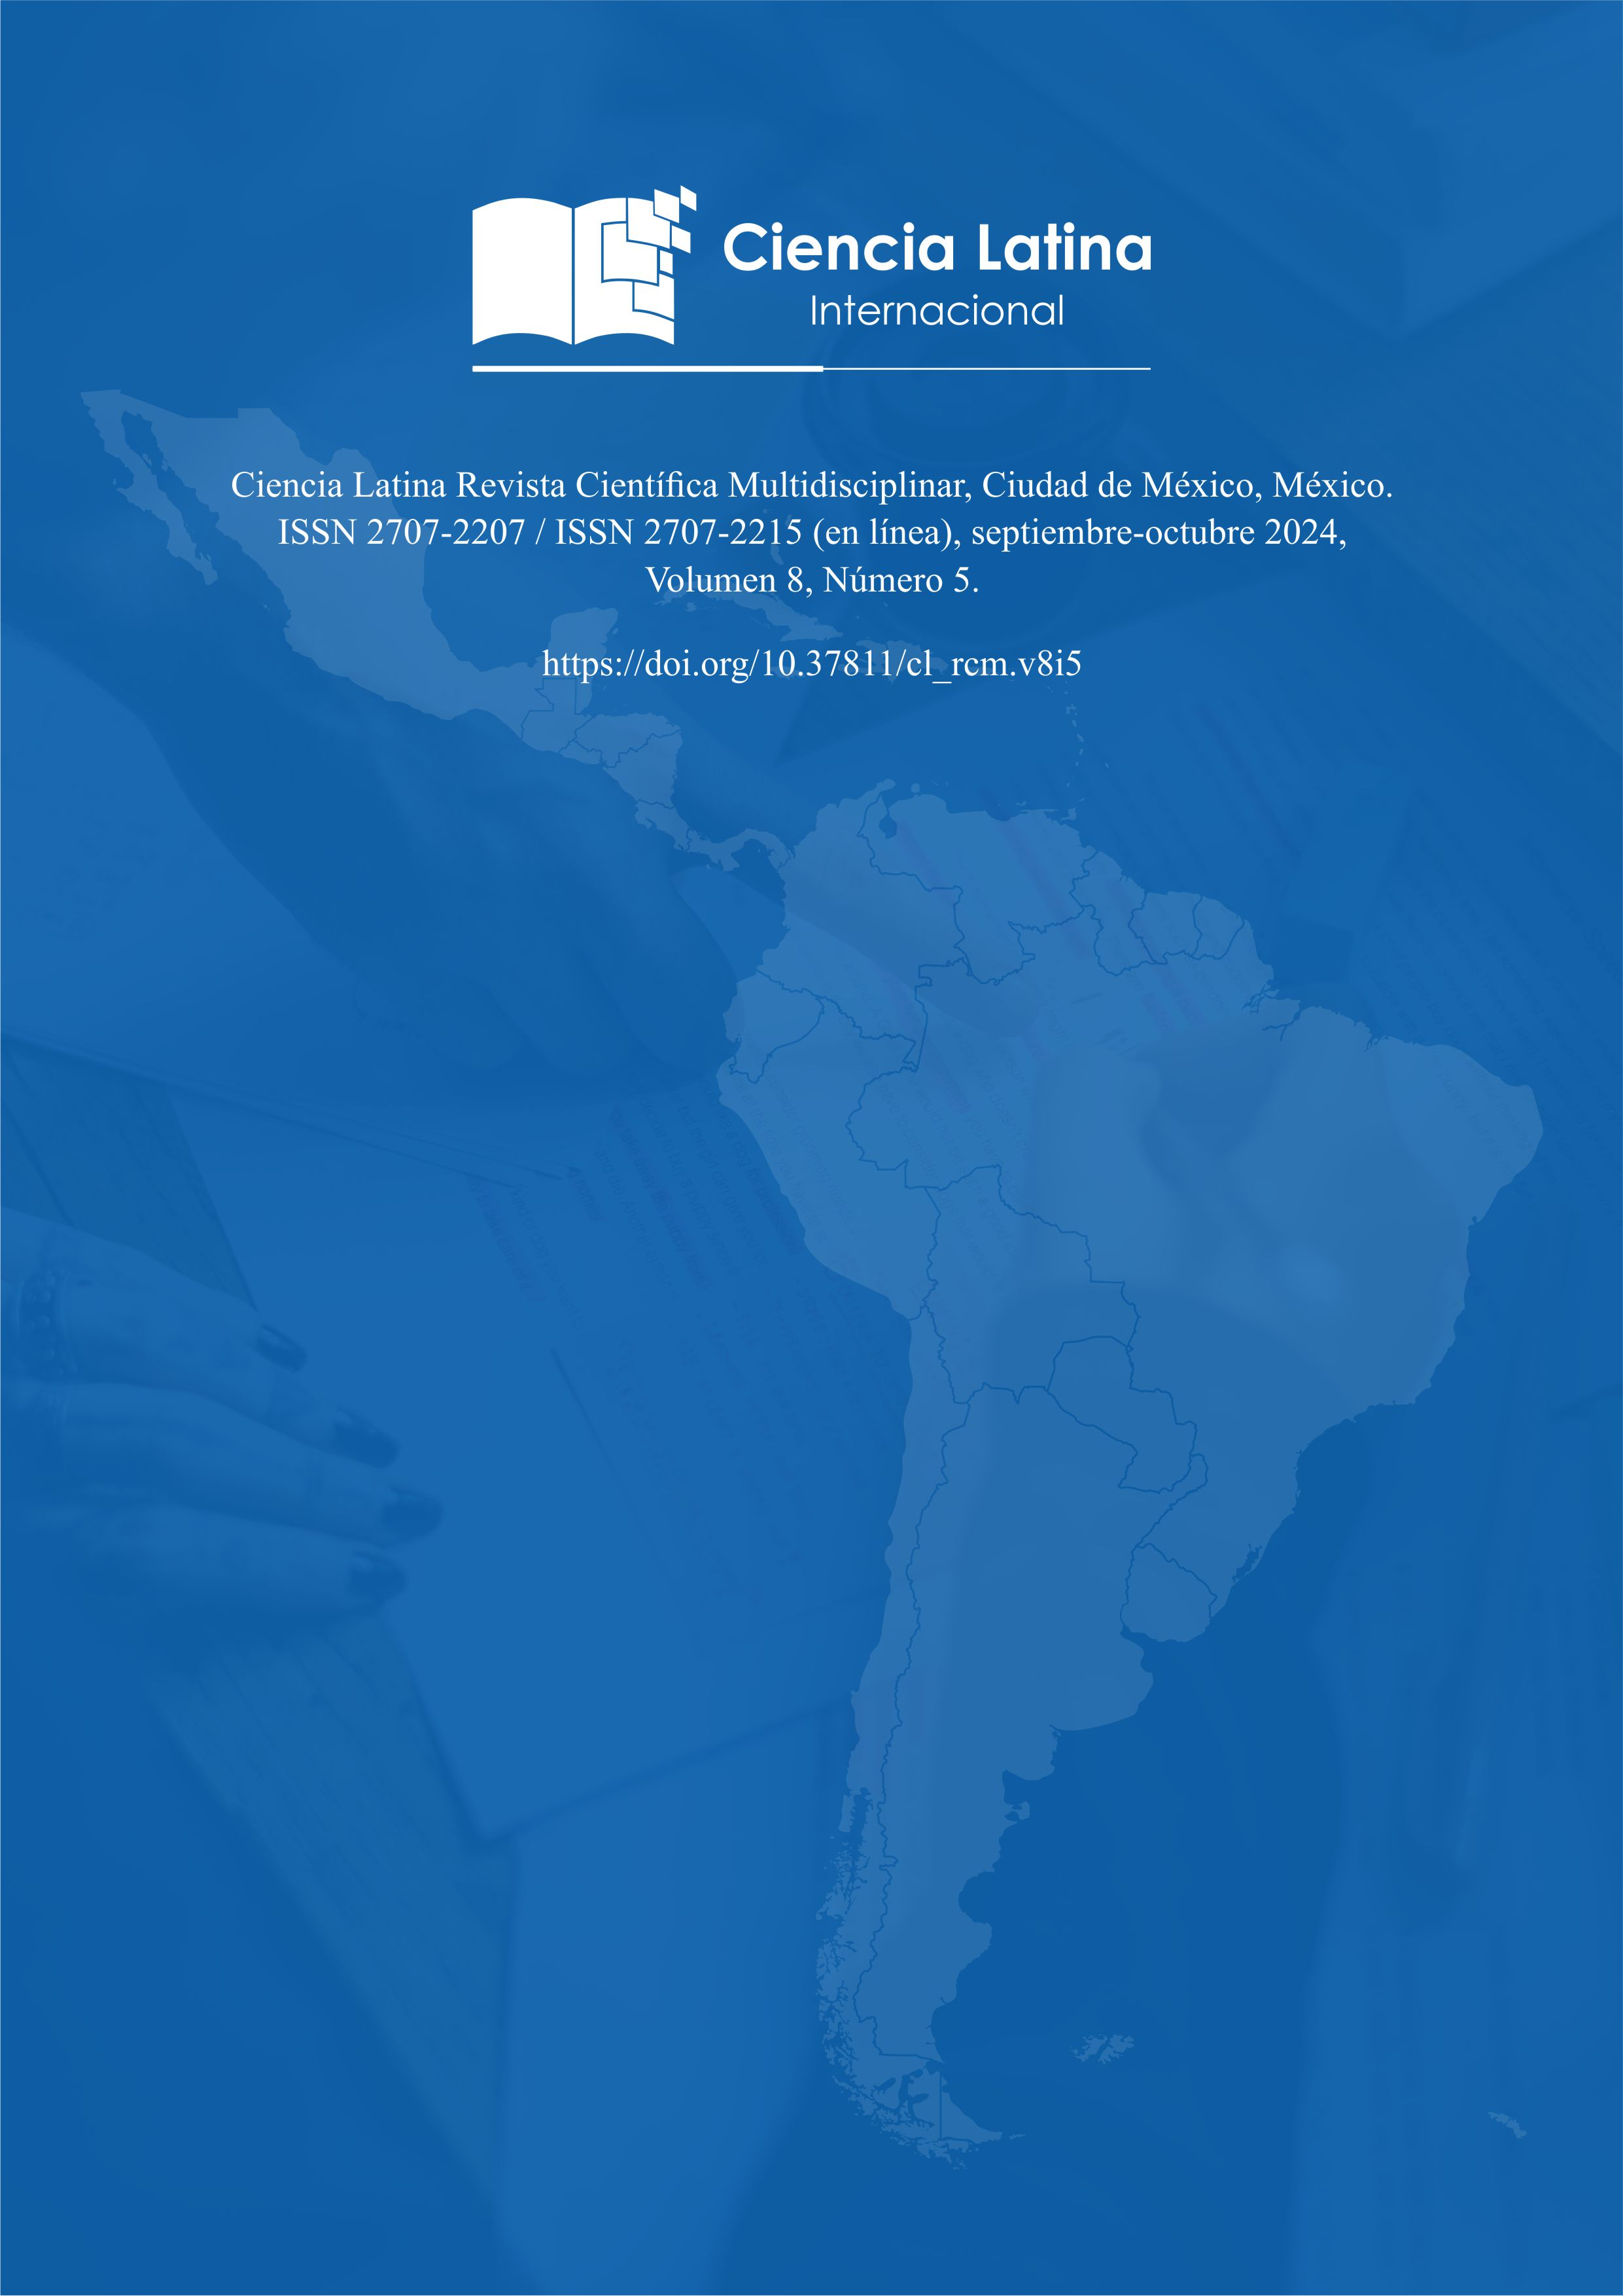 Ciencia Latina
Internacional
Ciencia Latina Revista Científica Multidisciplinar, Ciudad de México, México.
ISSN 2707-2207 / ISSN 2707-2215 (en línea), septiembre-octubre 2024,
Volumen 8, Número 5.
https://doi.org/10.37811/cl_rcm.v8i5